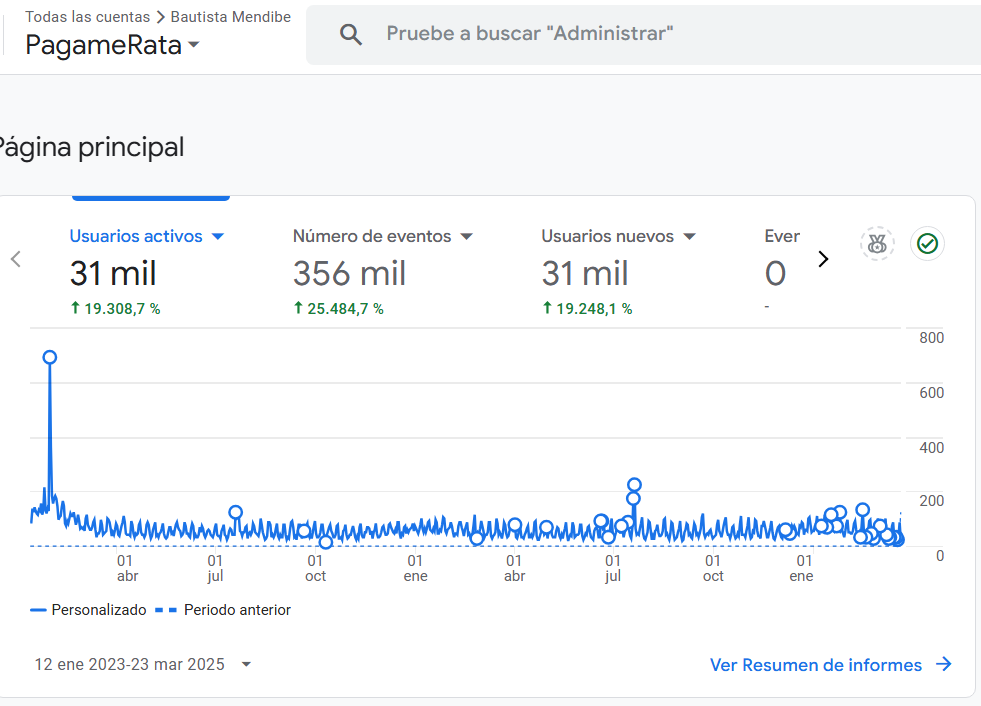 Todas las cuentas > Bautista Mendibe
PagameRata
Pruebe a buscar "Administrar"
Página principal
Usuarios activos
31 mil
↑ 19.308,7 %
Número de eventos
356 mil
↑ 25.484,7 %
Usuarios nuevos
31 mil
↑ 19.248,1 %
Ever
0
-
800
600
400
200
0
01 abr
01 jul
01 oct
01 ene
01 abr
01 jul
01 oct
01 ene
Personalizado
Periodo anterior
12 ene 2023-23 mar 2025
Ver Resumen de informes →